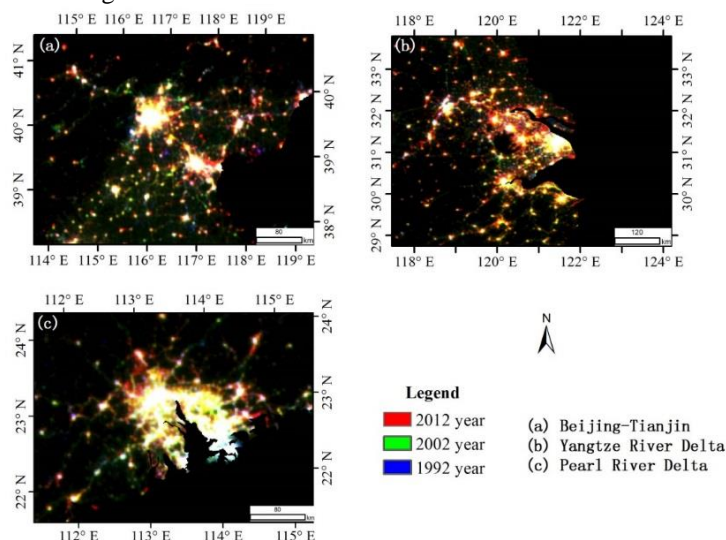 115° E 116° E 117° E 118° E 119° E
(a)
41° N
40° N
39° N
40° N
39° N
38° N
80
km
114° E 115° E 116° E 117° E 118° E 119° E
118° E 120° E 122° E 124° E
(b)
33° N
32° N
31° N
30° N
29° N
33° N
32° N
31° N
30° N
120
km
118° E 120° E 122° E 124° E
112° E 113° E 114° E 115° E
(c)
24° N
23° N
22° N
24° N
23° N
22° N
80
km
112° E 113° E 114° E 115° E
N
Legend
2012 year
2002 year
1992 year
(a) Beijing-Tianjin
(b) Yangtze River Delta
(c) Pearl River Delta